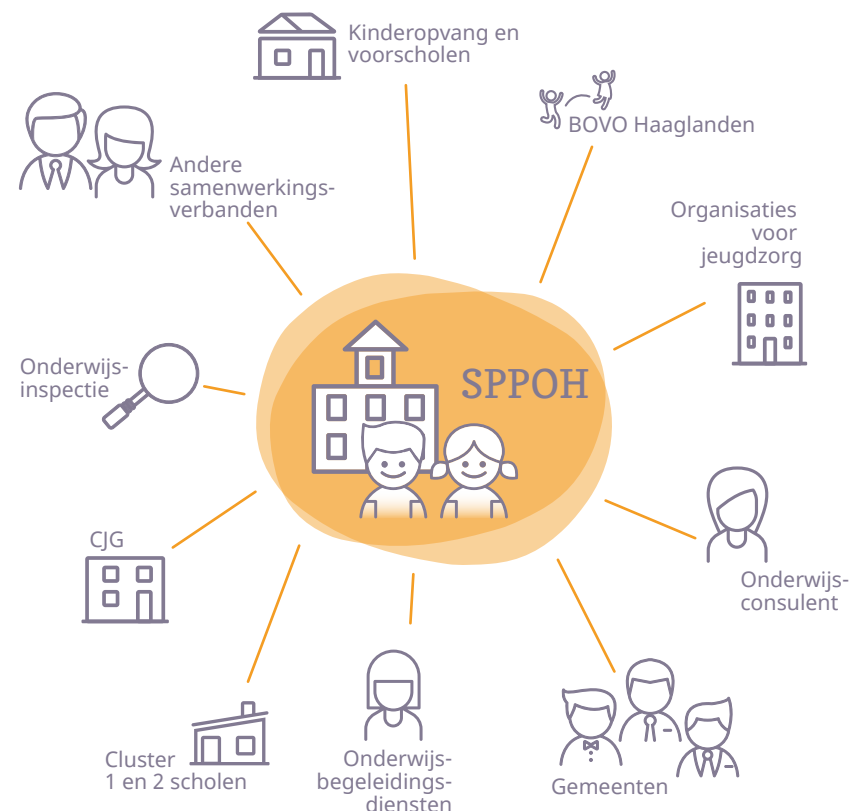 Kinderopvang en
voorscholen
BOVO Haaglanden
Andere
samenwerkings-
verbanden
Organisaties
voor
jeugdzorg
Onderwijs-
inspectie
SPPOH
CJG
Onderwijs-
consulent
Cluster
1 en 2 scholen
Onderwijs-
begeleidings-
diensten
Gemeenten